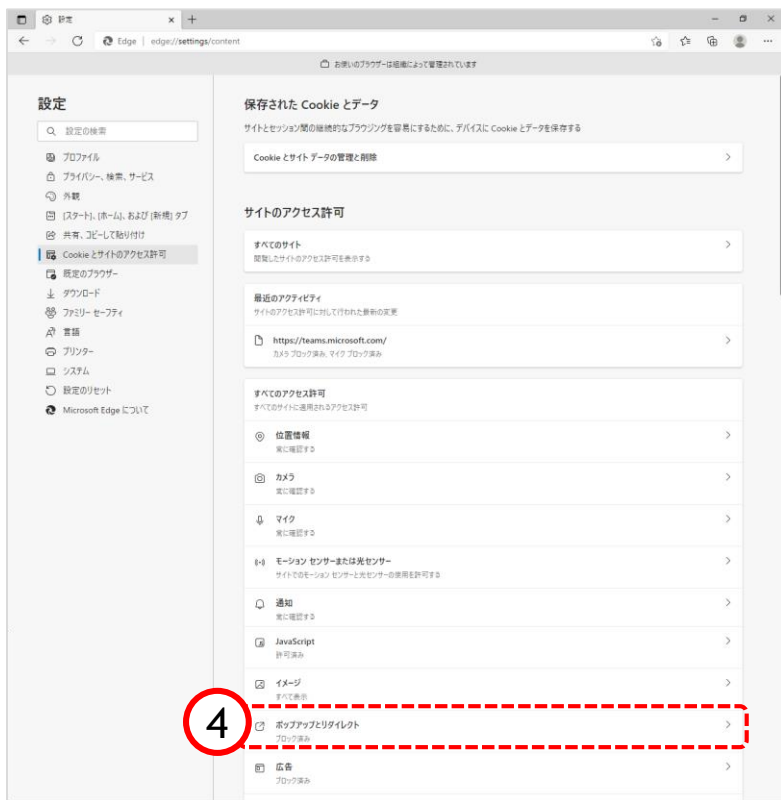 設定
Edge edge://settings/content
お使いのブラウザーは組織によって管理されています
設定
設定の検索
プロファイル
プライバシー、検索、サービス
外観
[スタート]、[ホーム]、および [新規] タブ
共有、コピーして貼り付け
Cookie とサイトのアクセス許可
既定のブラウザー
ダウンロード
ファミリー セーフティ
言語
プリンター
システム
設定のリセット
Microsoft Edge について
保存された Cookie とデータ
サイトとセッション間の継続的なブラウジングを容易にするために、デバイスに Cookie とデータを保存する
Cookie とサイト データの管理と削除
サイトのアクセス許可
すべてのサイト
閲覧したサイトのアクセス許可を表示する
最近のアクティビティ
サイトのアクセス許可に対して行われた最新の変更
https://teams.microsoft.com/
カメラ ブロック済み, マイク ブロック済み
すべてのアクセス許可
すべてのサイトに適用されるアクセス許可
位置情報
常に確認する
カメラ
常に確認する
マイク
常に確認する
モーション センサーまたは光センサー
サイトでのモーション センサーと光センサーの使用を許可する
通知
常に確認する
JavaScript
許可済み
イメージ
すべて表示
4
ポップアップとリダイレクト
ブロック済み
広告
ブロック済み